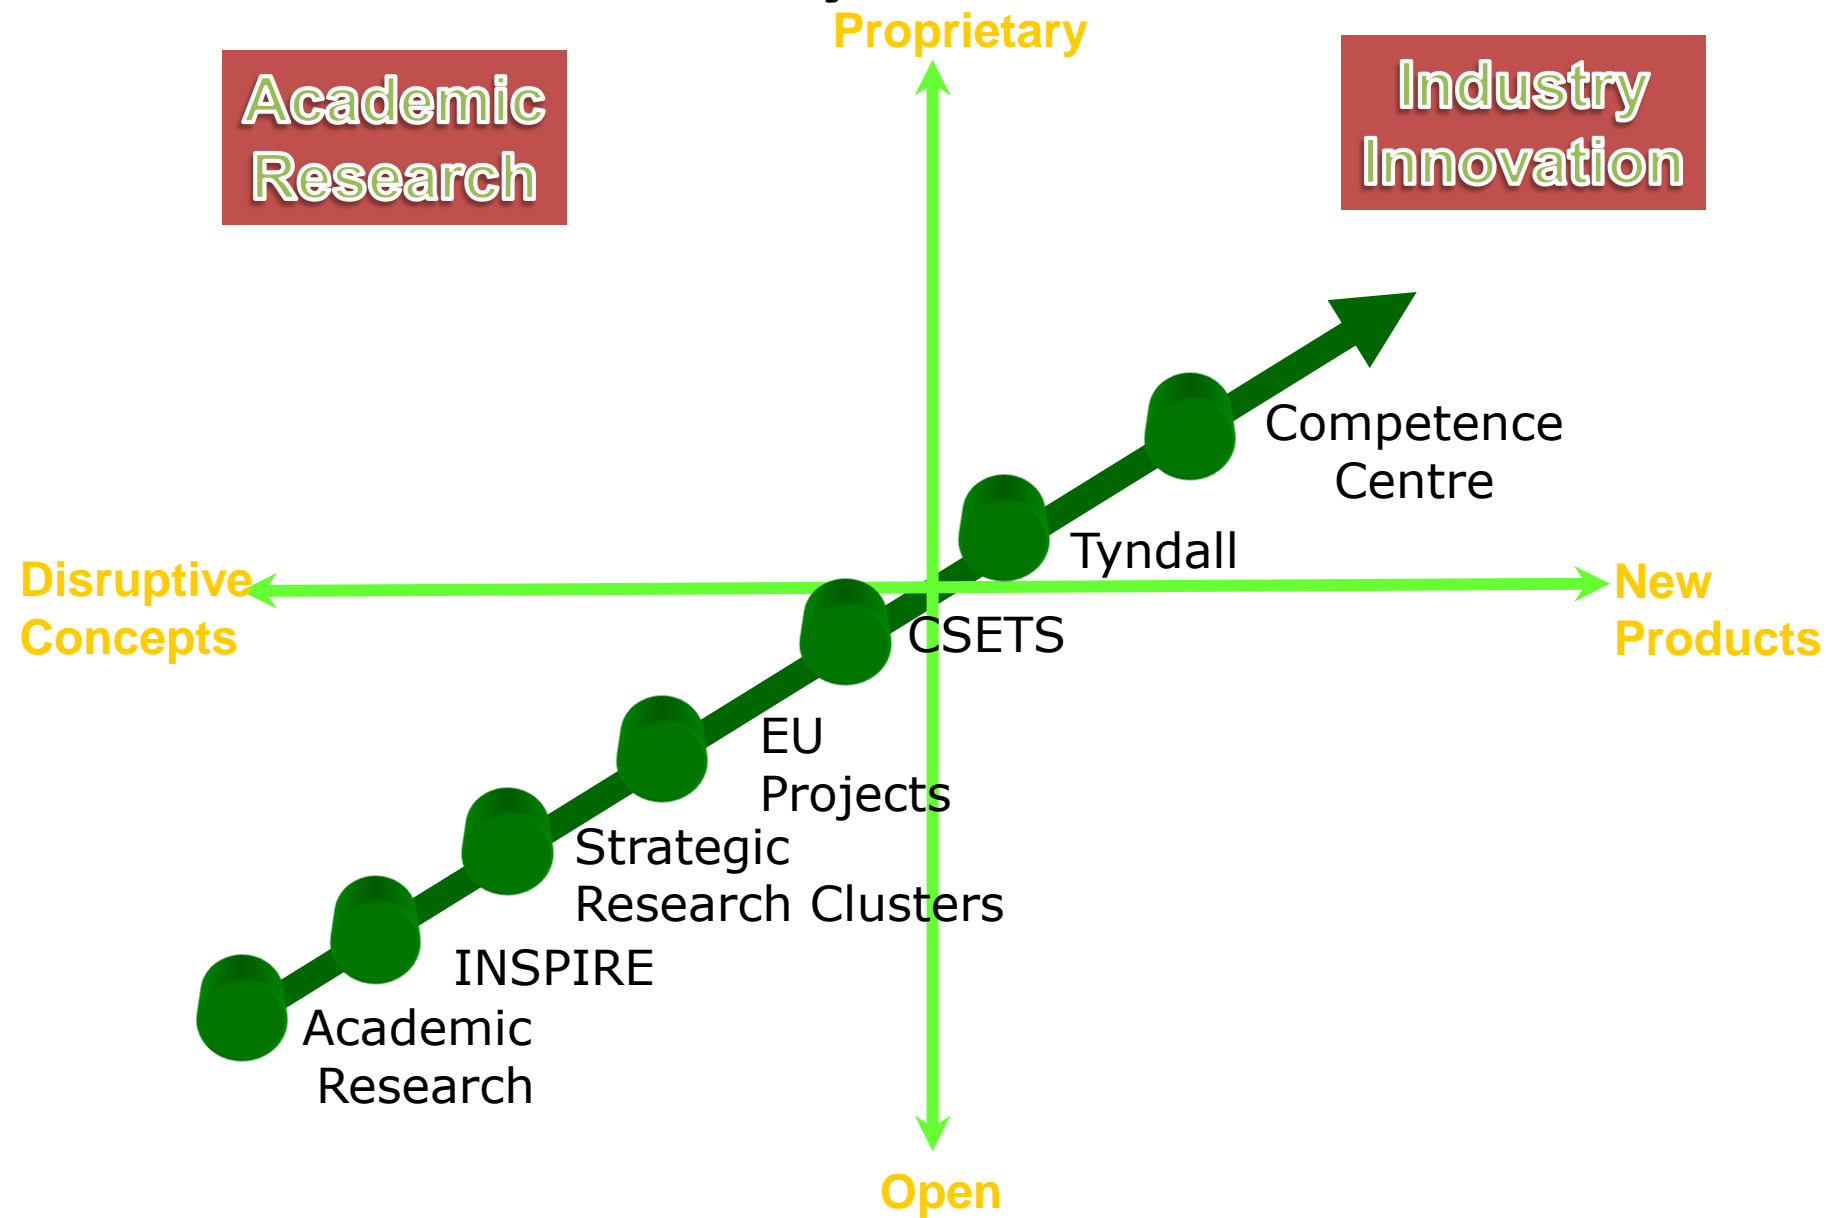 Proprietary
Academic
Research
Industry
Innovation
Competence
Centre
Tyndall
Disruptive
Concepts
New
Products
CSETS
EU
Projects
Strategic
Research Clusters
INSPIRE
Academic
Research
Open